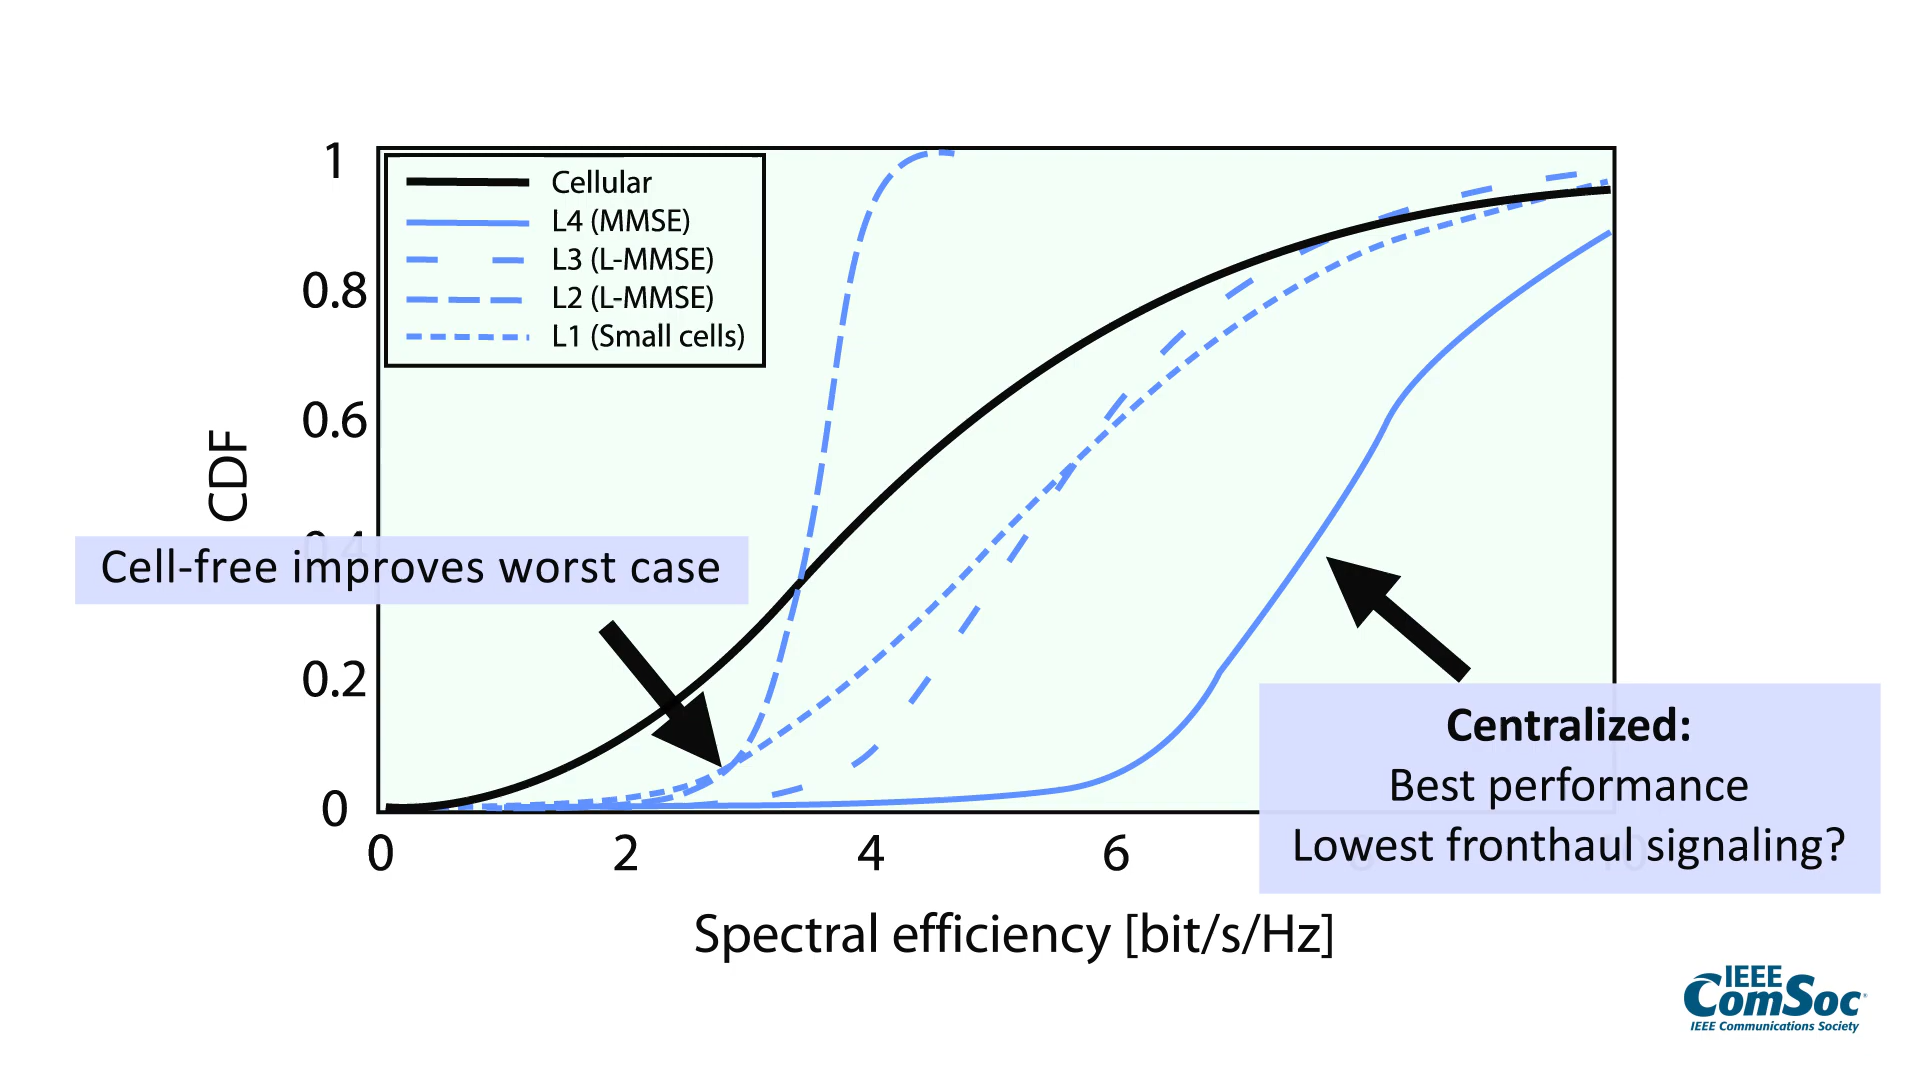 1
0.8
0.6
0.2
0
CDF
Cellular
L4 (MMSE)
L3 (L-MMSE)
L2 (L-MMSE)
L1 (Small cells)
Cell-free improves worst case
Centralized:
Best performance
Lowest fronthaul signaling?
0 2 4 6
Spectral efficiency [bit/s/Hz]
IEEE
ComSoc
IEEE Communications Society